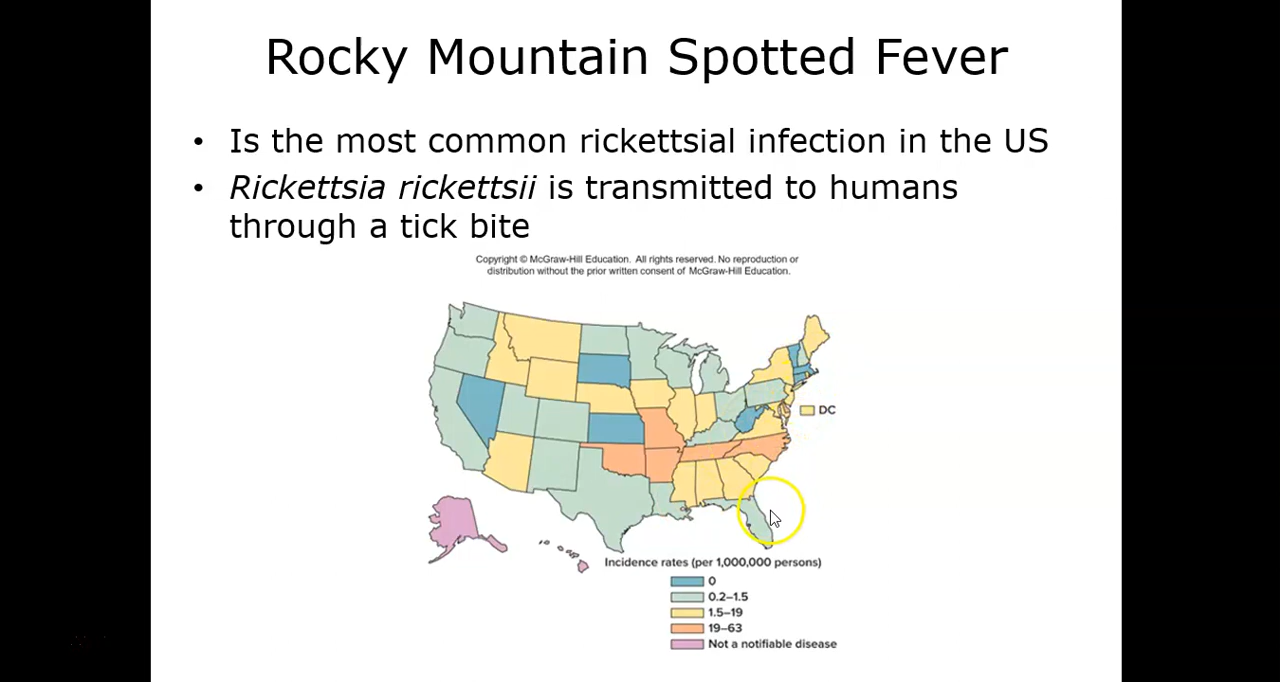 Rocky Mountain Spotted Fever
• Is the most common rickettsial infection in the US
• Rickettsia rickettsii is transmitted to humans
through a tick bite
Copyright © McGraw-Hill Education. All rights reserved. No reproduction or
distribution without the prior written consent of McGraw-Hill Education.
DC
Incidence rates (per 1,000,000 persons)
0
0.2–1.5
1.5–19
19–63
Not a notifiable disease